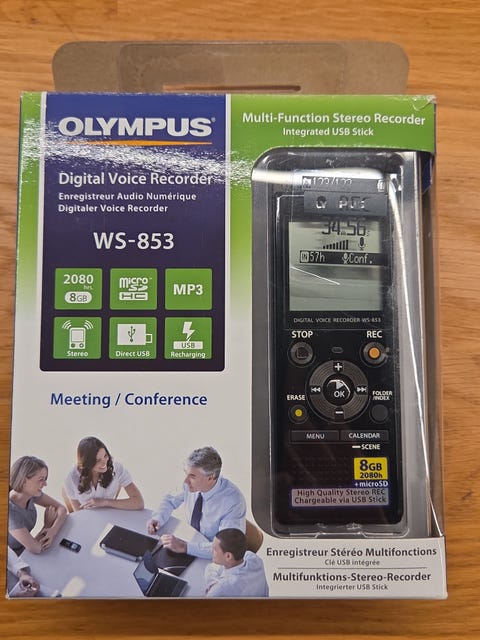 OLYMPUS
Digital Voice Recorder
Enregistreur Audio Numérique
Digitaler Voice Recorder
WS-853
2080
hrs.
8GB
micro
SD
HC
MP3
Stereo
Direct USB
USB
Recharging
Meeting / Conference
Multi-Function Stereo Recorder
Integrated USB Stick
IN 57h Conf.
DIGITAL VOICE RECORDER WS-853
STOP
REC
ERASE
FOLDER
/INDEX
OK
MENU
CALENDAR
SCENE
8GB
2080h
+microSD
High Quality Stereo REC
Chargeable via USB Stick
Enregistreur Stéréo Multifonctions
Clé USB intégrée
Multifunktions-Stereo-Recorder
Integrierter USB Stick